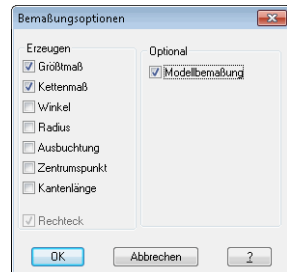 Bemaßungsoptionen
Erzeugen
Größtmaß
Kettenmaß
Winkel
Radius
Ausbuchtung
Zentrumspunkt
Kantenlänge
Rechteck
Optional
Modellbemaßung
OK
Abbrechen
?